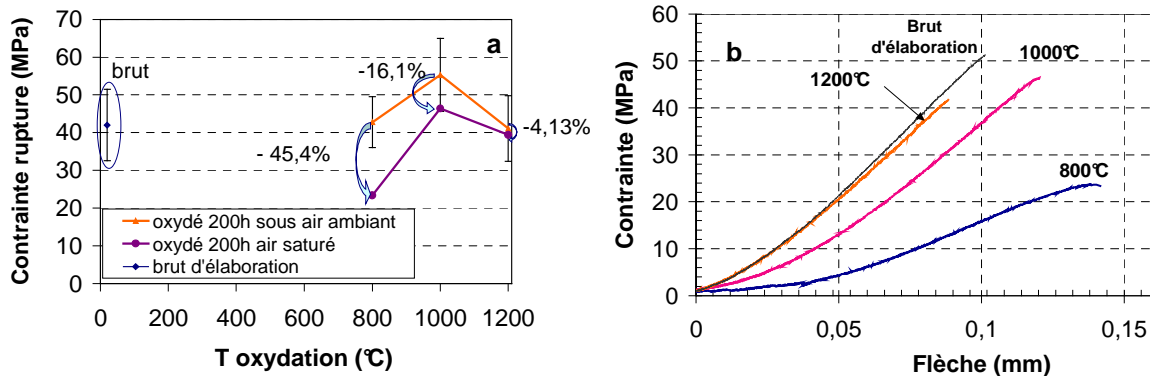 Contrainte rupture (MPa)
70
60
50
40
30
20
10
0
a
brut
-16,1%
- 45,4%
-4,13%
oxydé 200h sous air ambiant
oxydé 200h air saturé
brut d'élaboration
0 200 400 600 800 1000 1200
T oxydation (°C)
Contrainte (MPa)
60
50
40
30
20
10
0
b
Brut
d'élaboration
1200°C
1000°C
800°C
0 0,05 0,1 0,15
Flèche (mm)